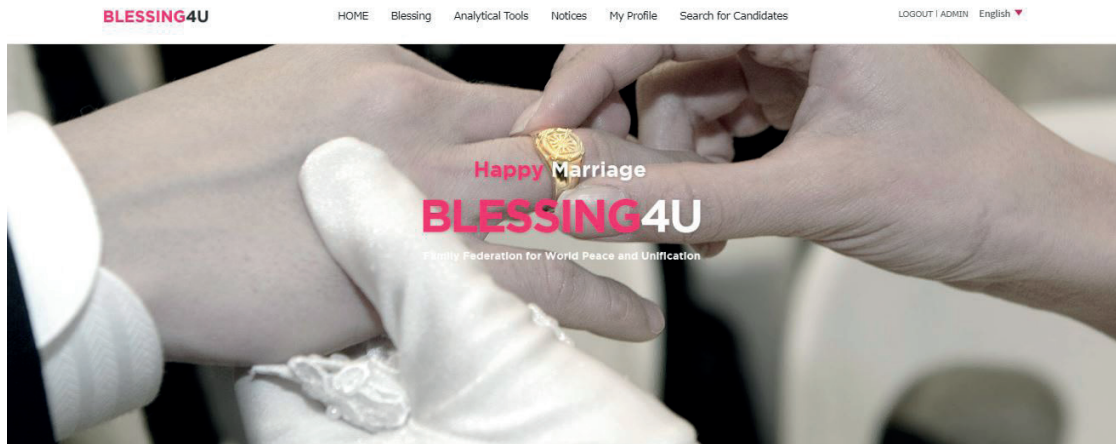 BLESSING4U HOME Blessing Analytical Tools Notices My Profile Search for Candidates LOGOUT | ADMIN English
Happy Marriage
BLESSING4U
Family Federation for World Peace and Unification